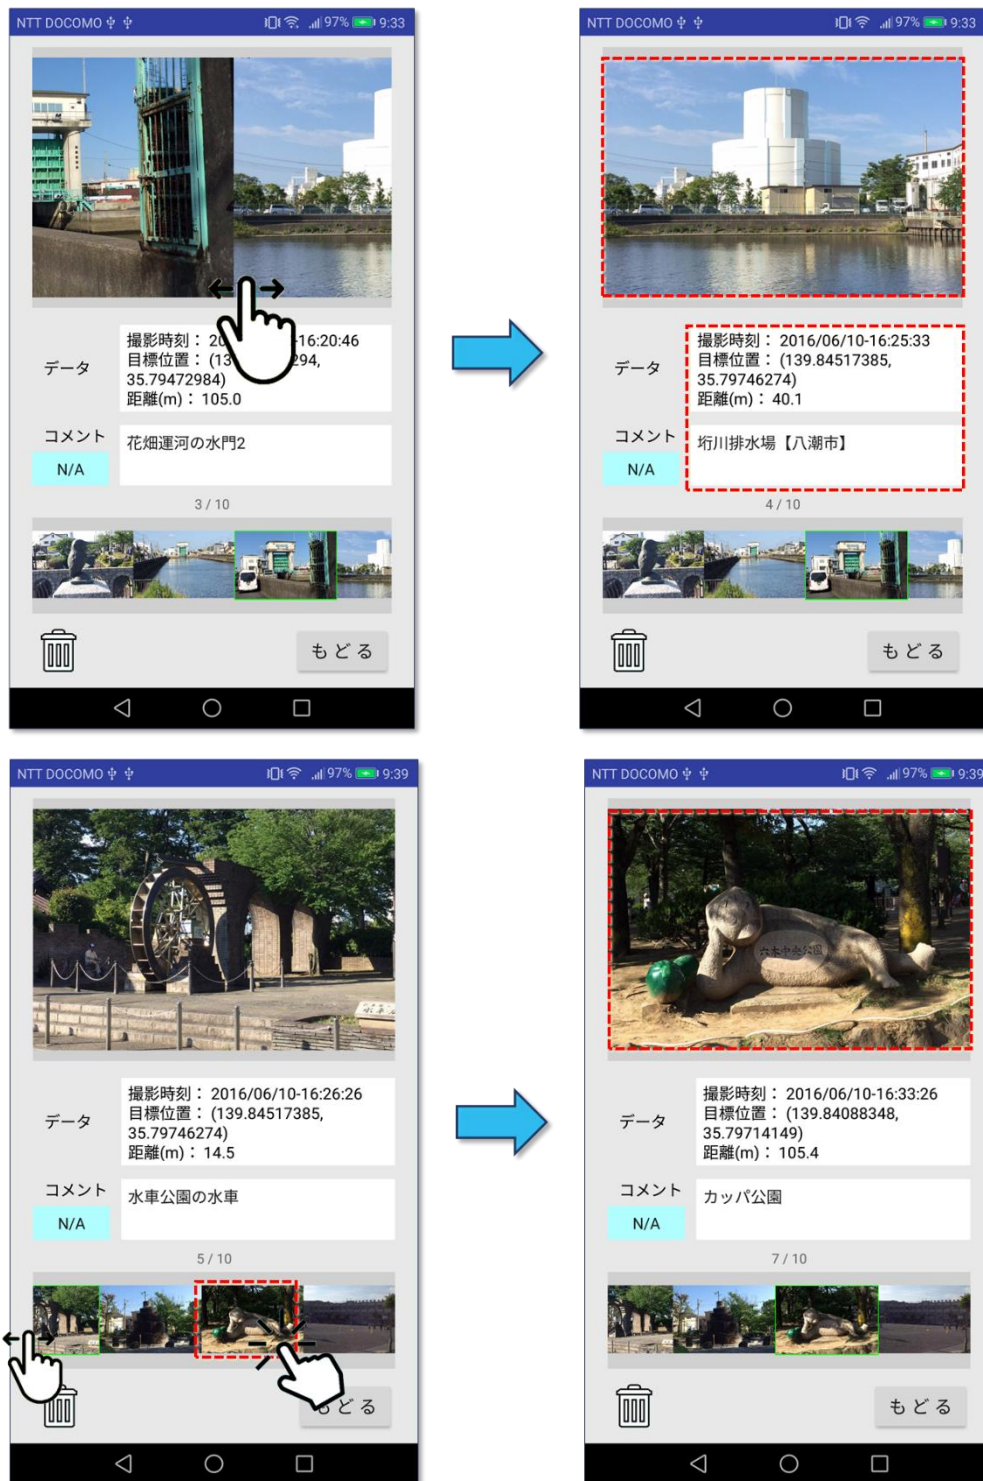 NTT DOCOMO 97% 9:33
撮影時刻： 20 -16:20:46
目標位置： (13 294,
35.79472984)
距離(m)： 105.0
データ
コメント
N/A
花畑運河の水門2
3 / 10
もどる
NTT DOCOMO 97% 9:33
撮影時刻： 2016/06/10-16:25:33
目標位置： (139.84517385,
35.79746274)
距離(m)： 40.1
データ
コメント
N/A
垳川排水場【八潮市】
4 / 10
もどる
NTT DOCOMO 97% 9:39
撮影時刻： 2016/06/10-16:26:26
目標位置： (139.84517385,
35.79746274)
距離(m)： 14.5
データ
コメント
N/A
水車公園の水車
5 / 10
もどる
NTT DOCOMO 97% 9:39
六木中央公園
撮影時刻： 2016/06/10-16:33:26
目標位置： (139.84088348,
35.79714149)
距離(m)： 105.4
データ
コメント
N/A
カッパ公園
7 / 10
もどる